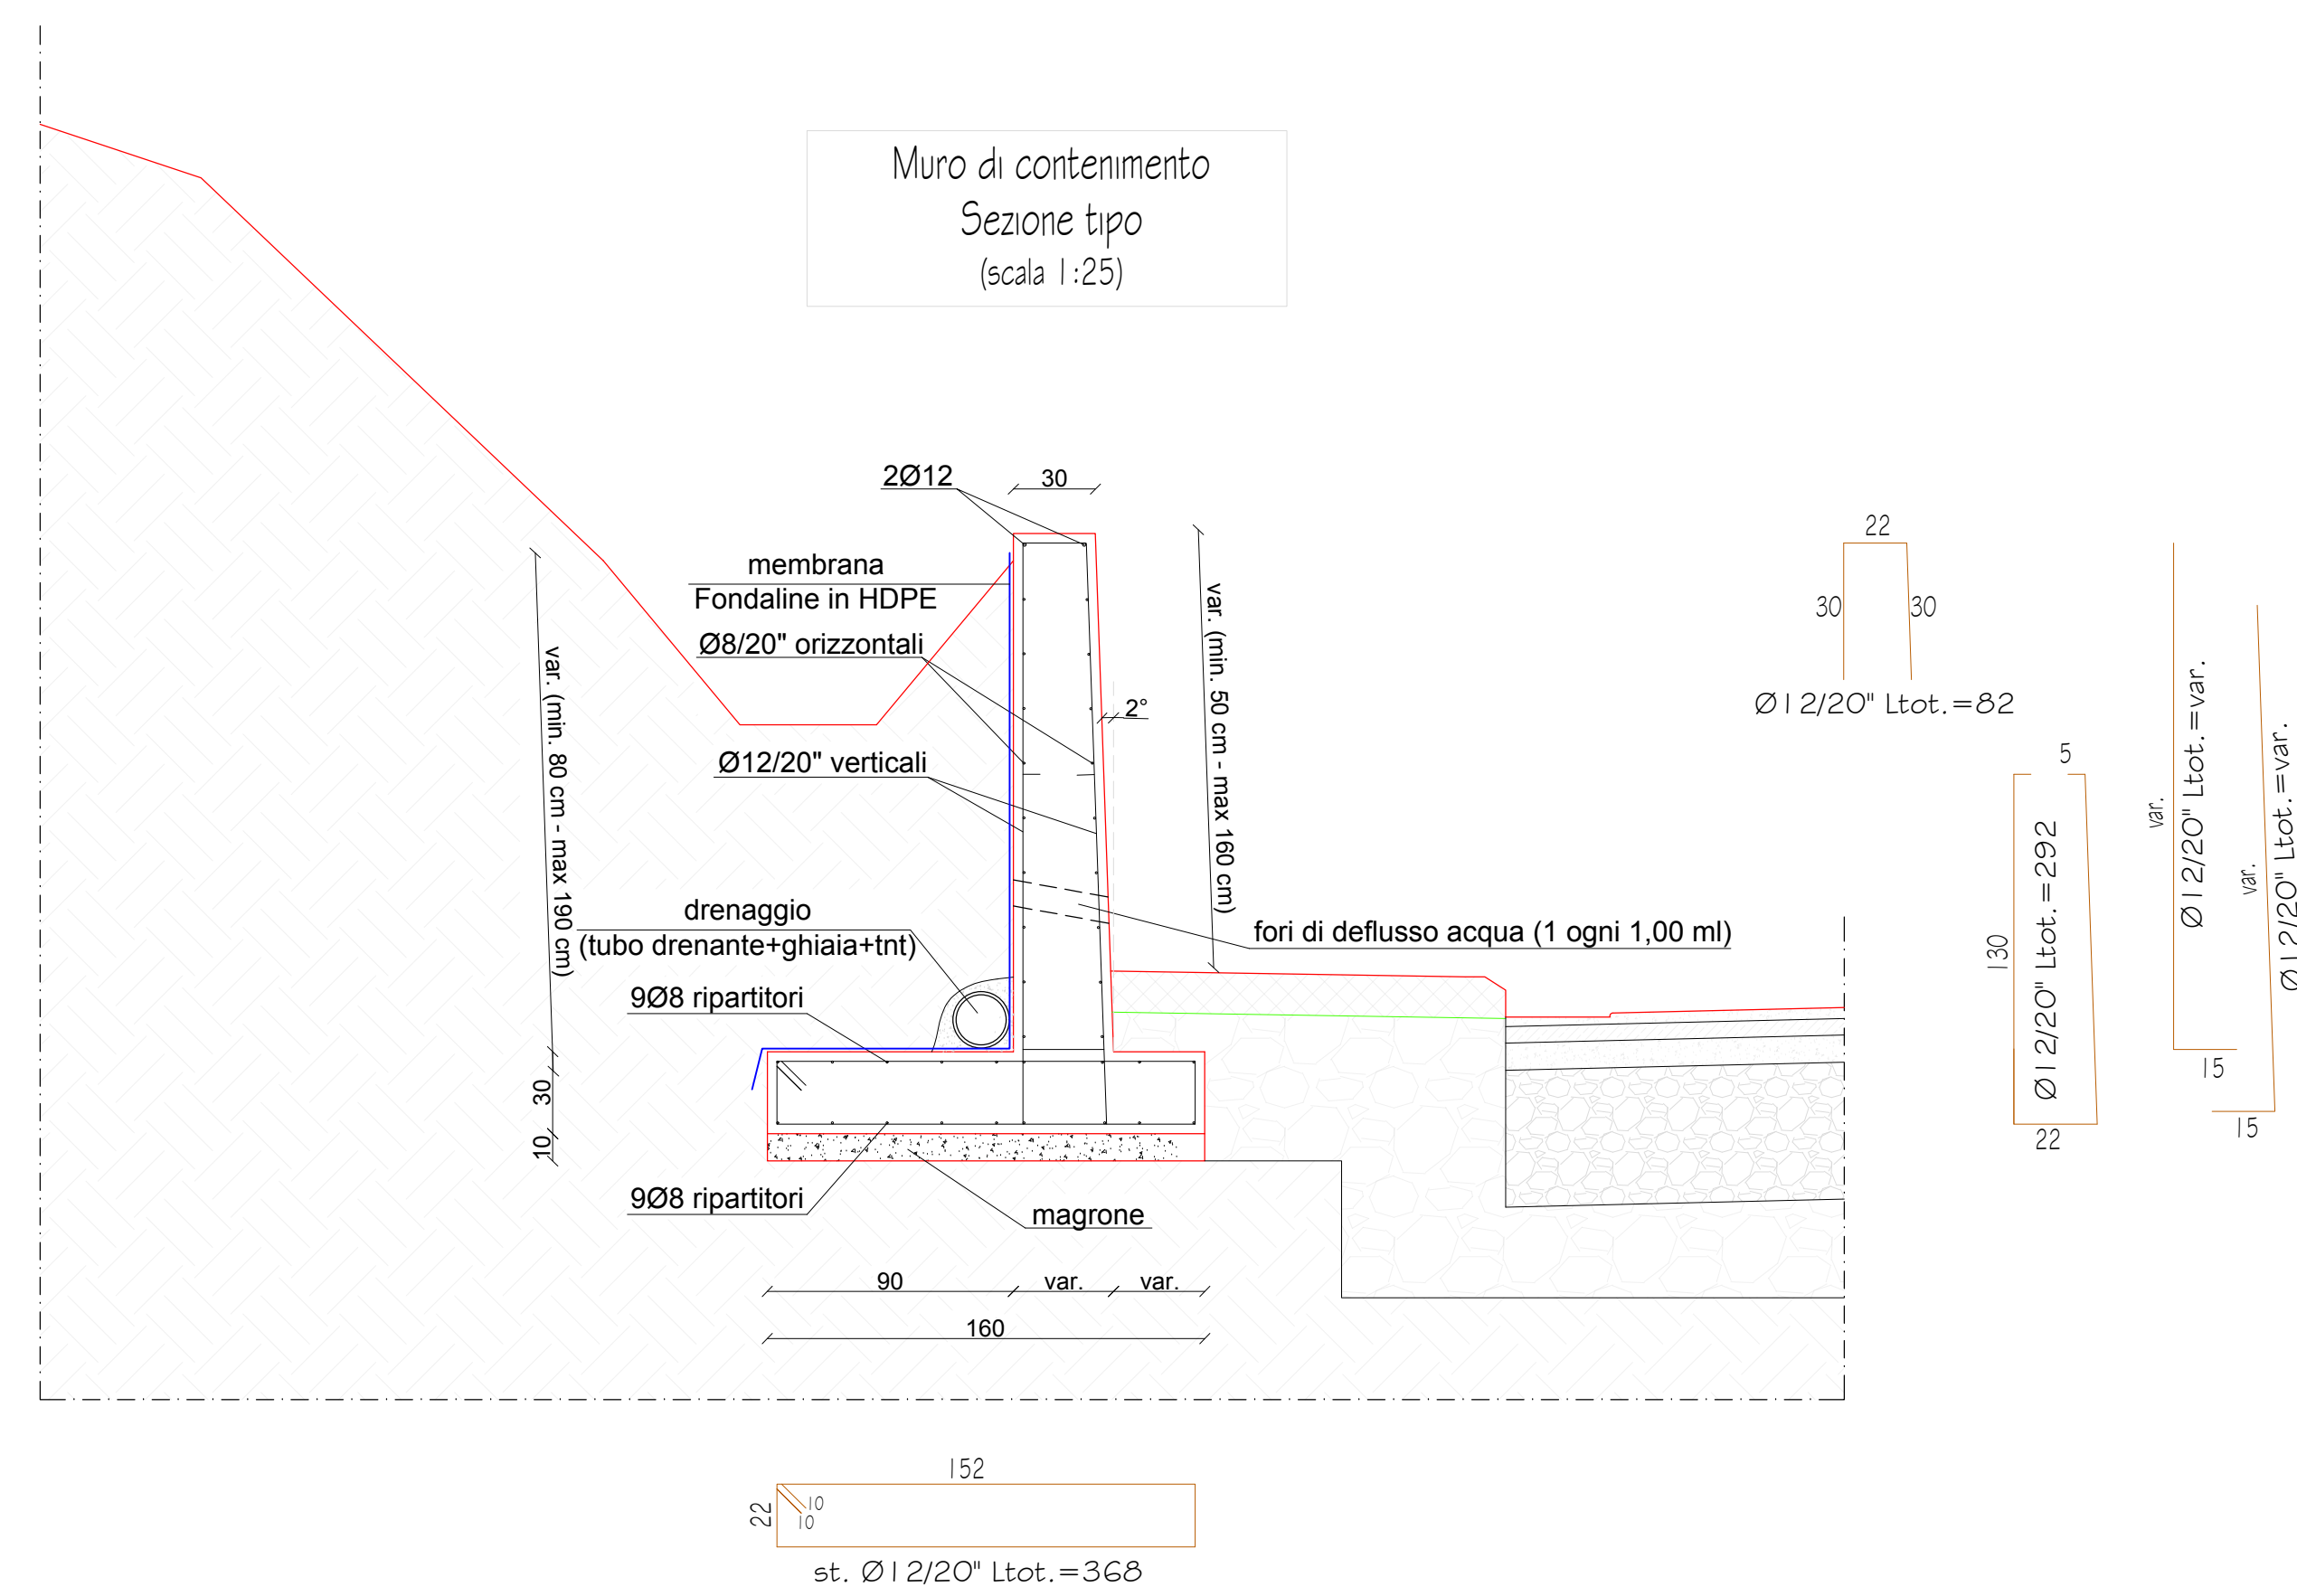 Muro di contenimento
Sezione tipo
(scala 1:25)
2Ø12
30
membrana
Fondaline in HDPE
Ø8/20" orizzontali
Ø12/20" verticali
2°
var. (min. 80 cm - max 190 cm)
var. (min. 50 cm - max 160 cm)
drenaggio
(tubo drenante+ghiaia+tnt)
fori di deflusso acqua (1 ogni 1,00 ml)
9Ø8 ripartitori
30
10
9Ø8 ripartitori
magrone
90
var.
var.
160
22
30
30
Ø12/20" Ltot.=82
5
130
Ø12/20" Ltot.=292
22
var.
Ø12/20" Ltot.=var.
15
var.
Ø12/20" Ltot.=var.
15
152
22
10
10
st. Ø12/20" Ltot.=368